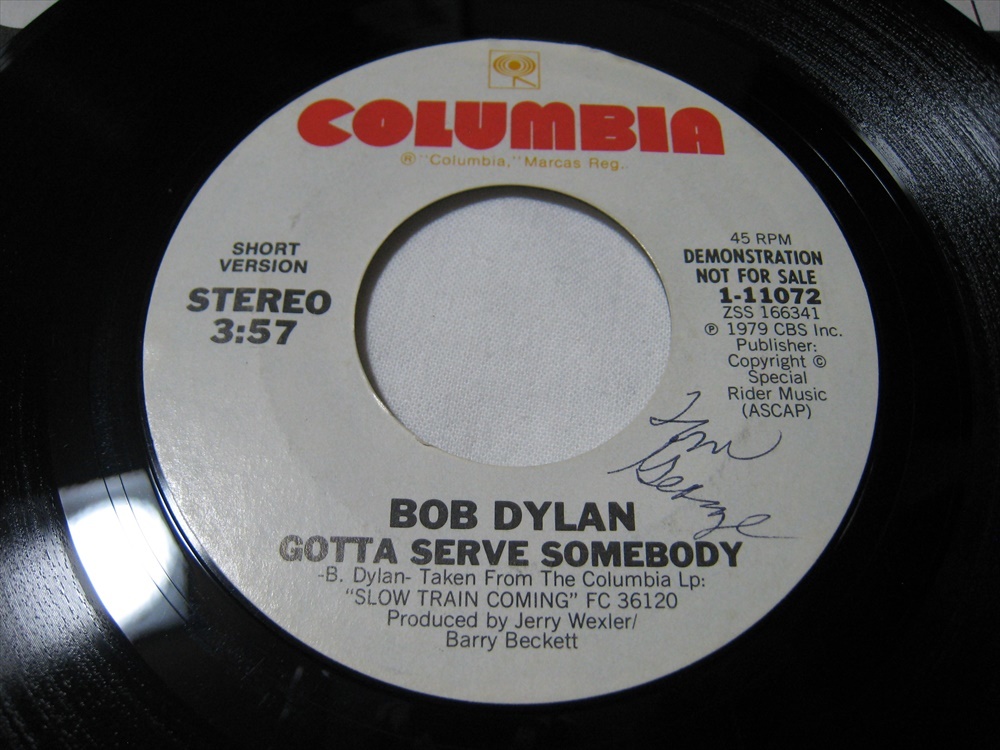 COLUMBIA
® "Columbia," Marcas Reg..
SHORT
VERSION
STEREO
3:57
45 RPM
DEMONSTRATION
NOT FOR SALE
1-11072
ZSS 166341
℗ 1979 CBS Inc.
Publisher:
Copyright ©
Special
Rider Music
(ASCAP)
Tom
George
BOB DYLAN
GOTTA SERVE SOMEBODY
-B. Dylan- Taken From The Columbia Lp:
"SLOW TRAIN COMING" FC 36120
Produced by Jerry Wexler/
Barry Beckett